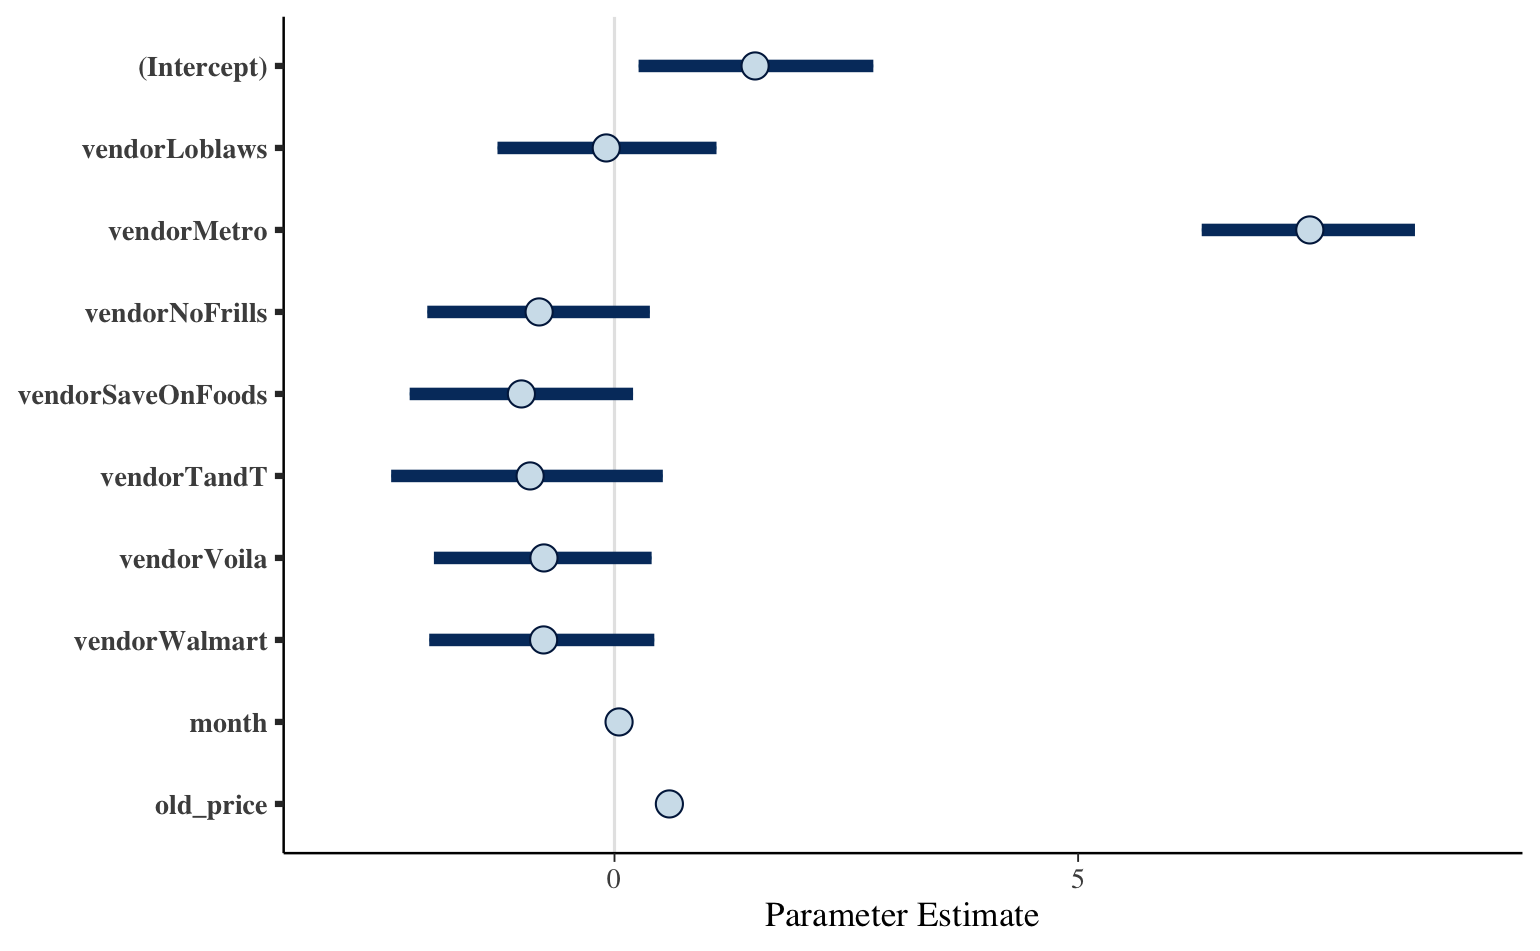 (Intercept)
vendorLoblaws
vendorMetro
vendorNoFrills
vendorSaveOnFoods
vendorTandT
vendorVoila
vendorWalmart
month
old_price
0 5
Parameter Estimate